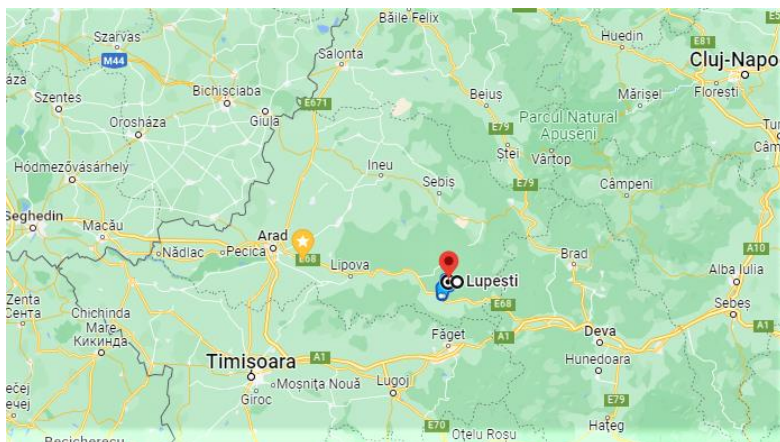 Szarvas
Băile Felix
Huedin
E81
M44
Salonta
Cluj-Napo
Bichișciaba
E671
Beiuș
Florești
Szentes
Giula
E79
Mărișel
Orosháza
Parcul Natural
Apuseni
Ștei
Vârtop
Hódmezővásárhely
Ineu
Sebiș
E79
Câmpeni
Seghedin
Macău
Arad
Brad
A10
Nădlac
Pecica
E68
Lipova
Lupești
Alba Iulia
Zenta
Сента
Chichinda
Mare
Кикинда
E68
Sebeș
Făget
A1
Deva
A1
Timișoara
A1
Hunedoara
Moșnița Nouă
Giroc
Lugoj
E79
E70
Oțelu Roșu
Hațeg